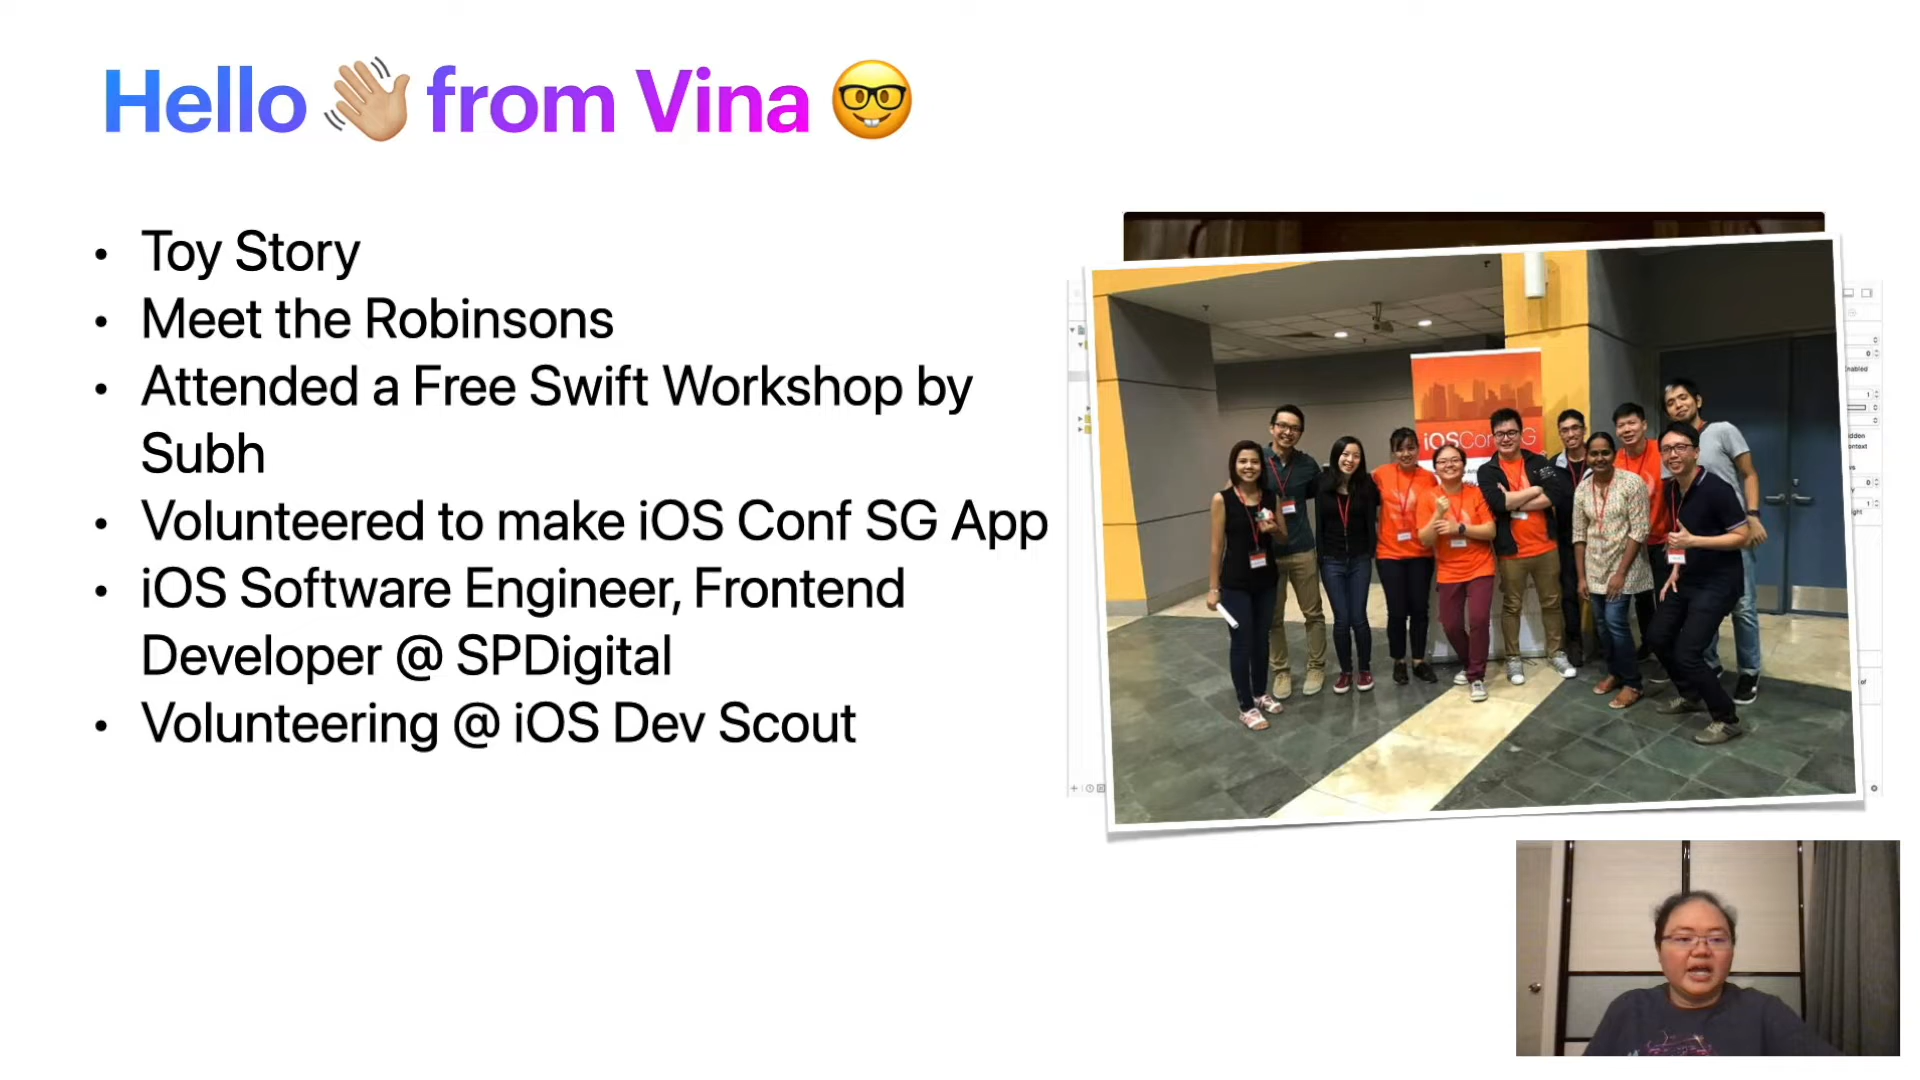 Hello 👋🏼 from Vina 🤓
• Toy Story
• Meet the Robinsons
• Attended a Free Swift Workshop by
Subh
• Volunteered to make iOS Conf SG App
• iOS Software Engineer, Frontend
Developer @ SPDigital
• Volunteering @ iOS Dev Scout